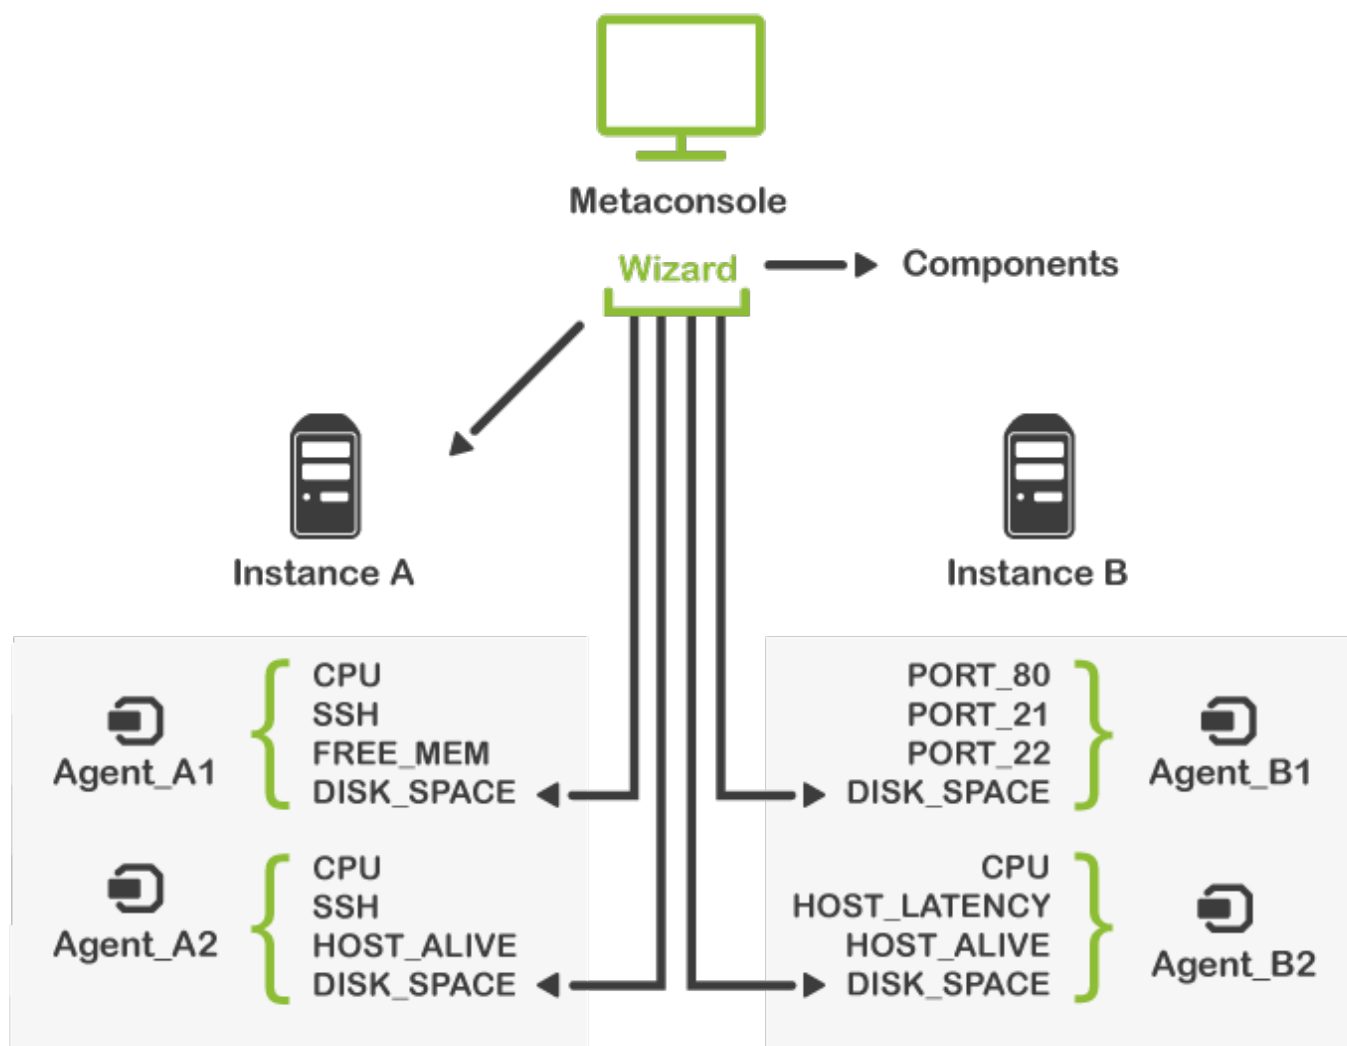 Metaconsole
Wizard
Components
Instance A
Instance B
CPU
SSH
FREE_MEM
DISK_SPACE
Agent_A1
CPU
SSH
HOST_ALIVE
DISK_SPACE
Agent_A2
PORT_80
PORT_21
PORT_22
DISK_SPACE
Agent_B1
CPU
HOST_LATENCY
HOST_ALIVE
DISK_SPACE
Agent_B2